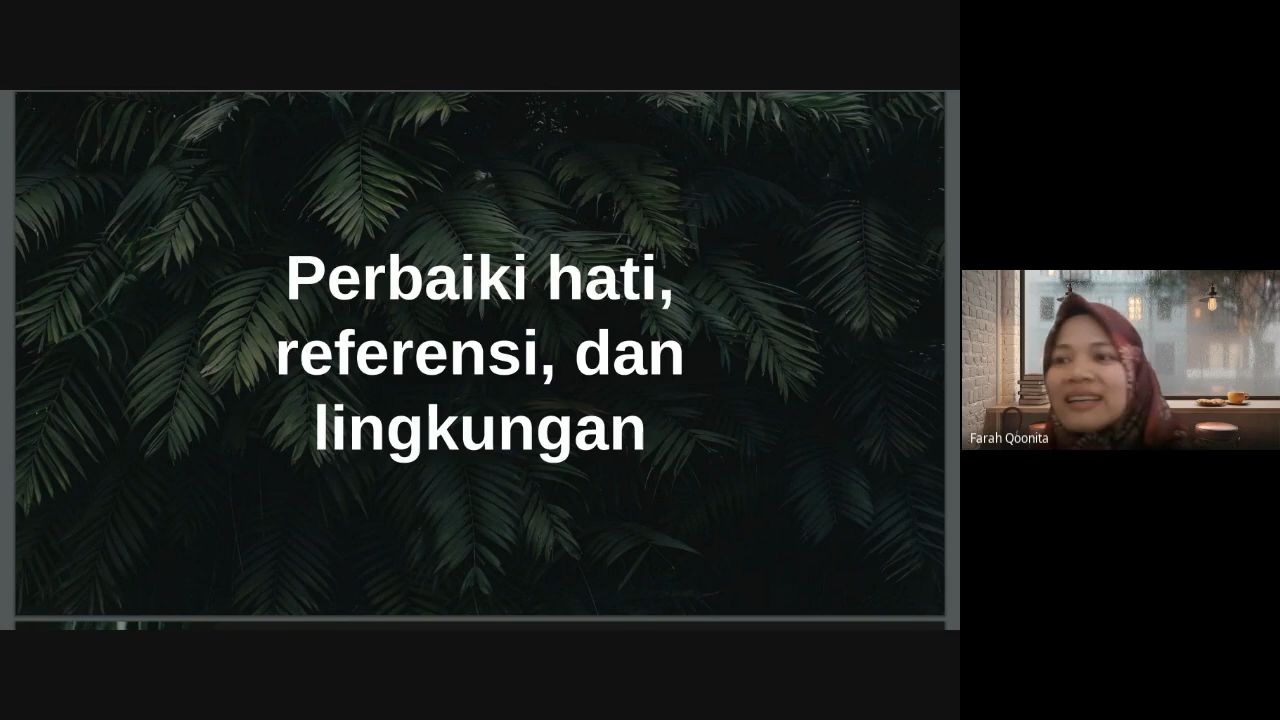 Perbaiki hati,
referensi, dan
lingkungan
Farah Qoonita